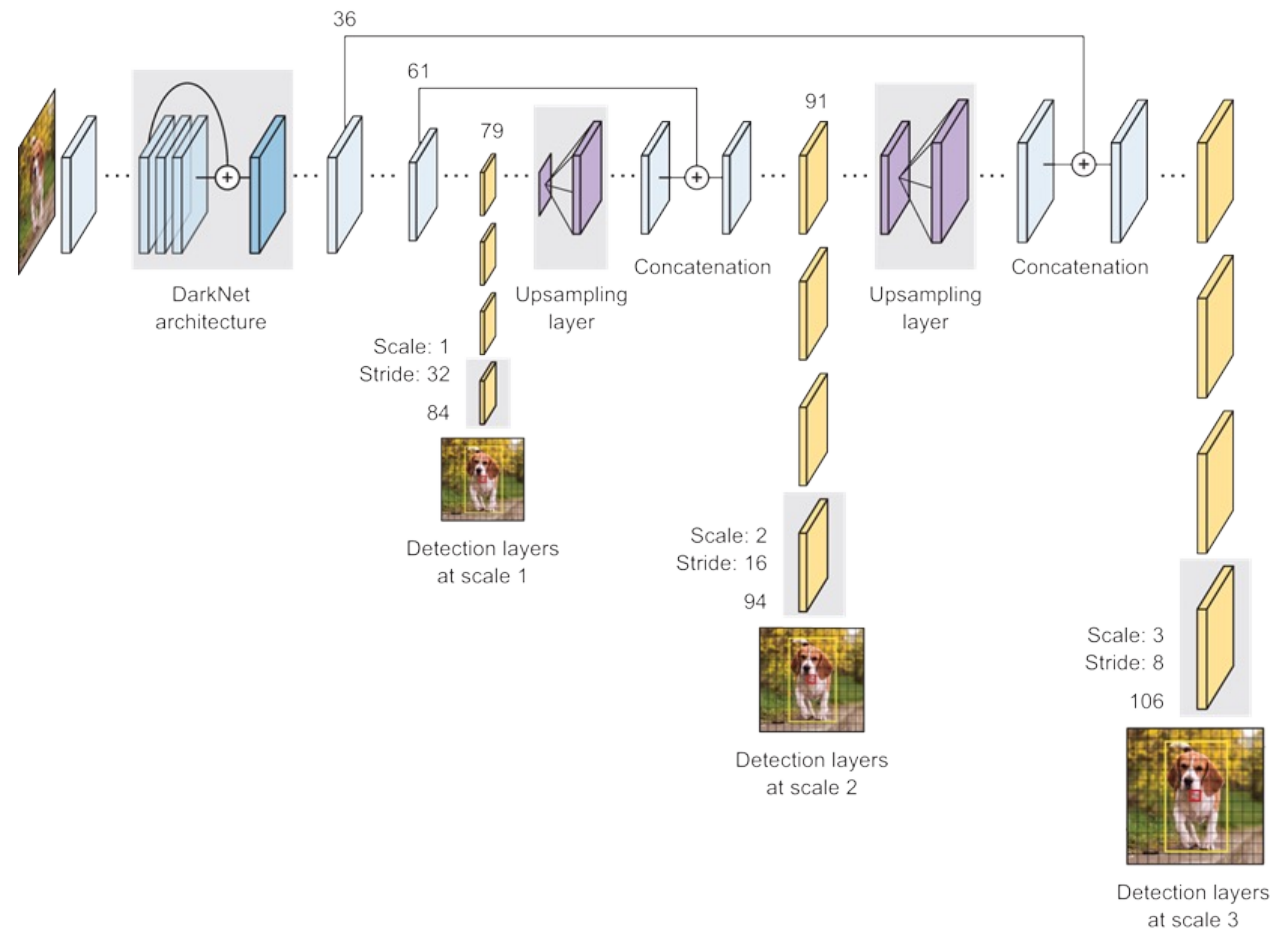 36
61
79
91
DarkNet
architecture
Upsampling
layer
Concatenation
Upsampling
layer
Concatenation
Scale: 1
Stride: 32
84
Detection layers
at scale 1
Scale: 2
Stride: 16
94
Detection layers
at scale 2
Scale: 3
Stride: 8
106
Detection layers
at scale 3